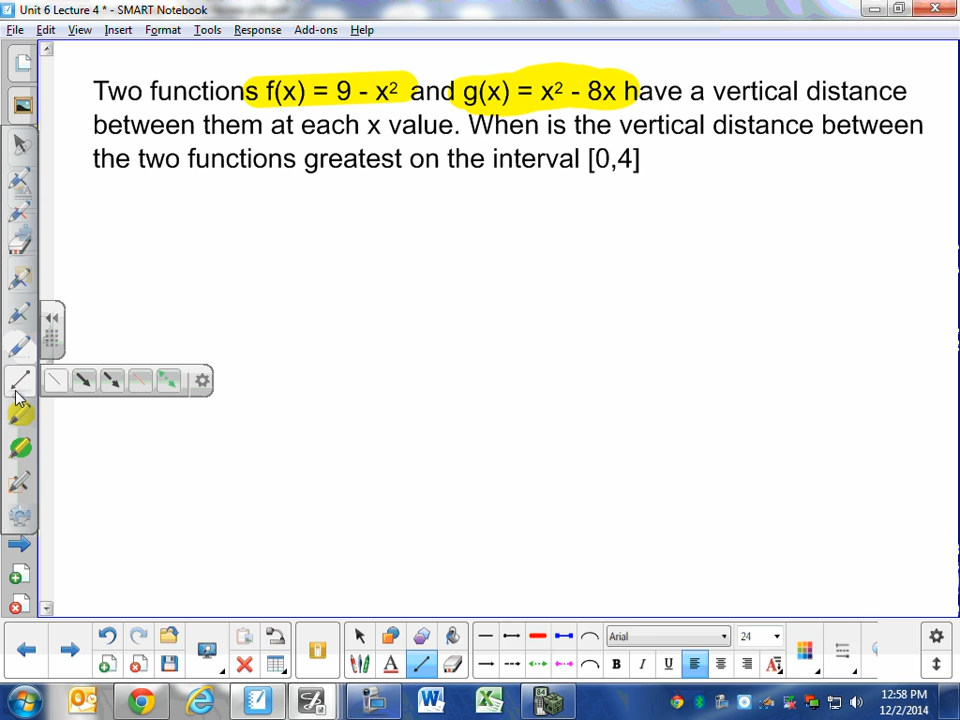 Unit 6 Lecture 4 * - SMART Notebook
File Edit View Insert Format Tools Response Add-ons Help
Two functions f(x) = 9 - x² and g(x) = x² - 8x have a vertical distance
between them at each x value. When is the vertical distance between
the two functions greatest on the interval [0,4]
Arial 24
A B I U A
12:58 PM
12/2/2014